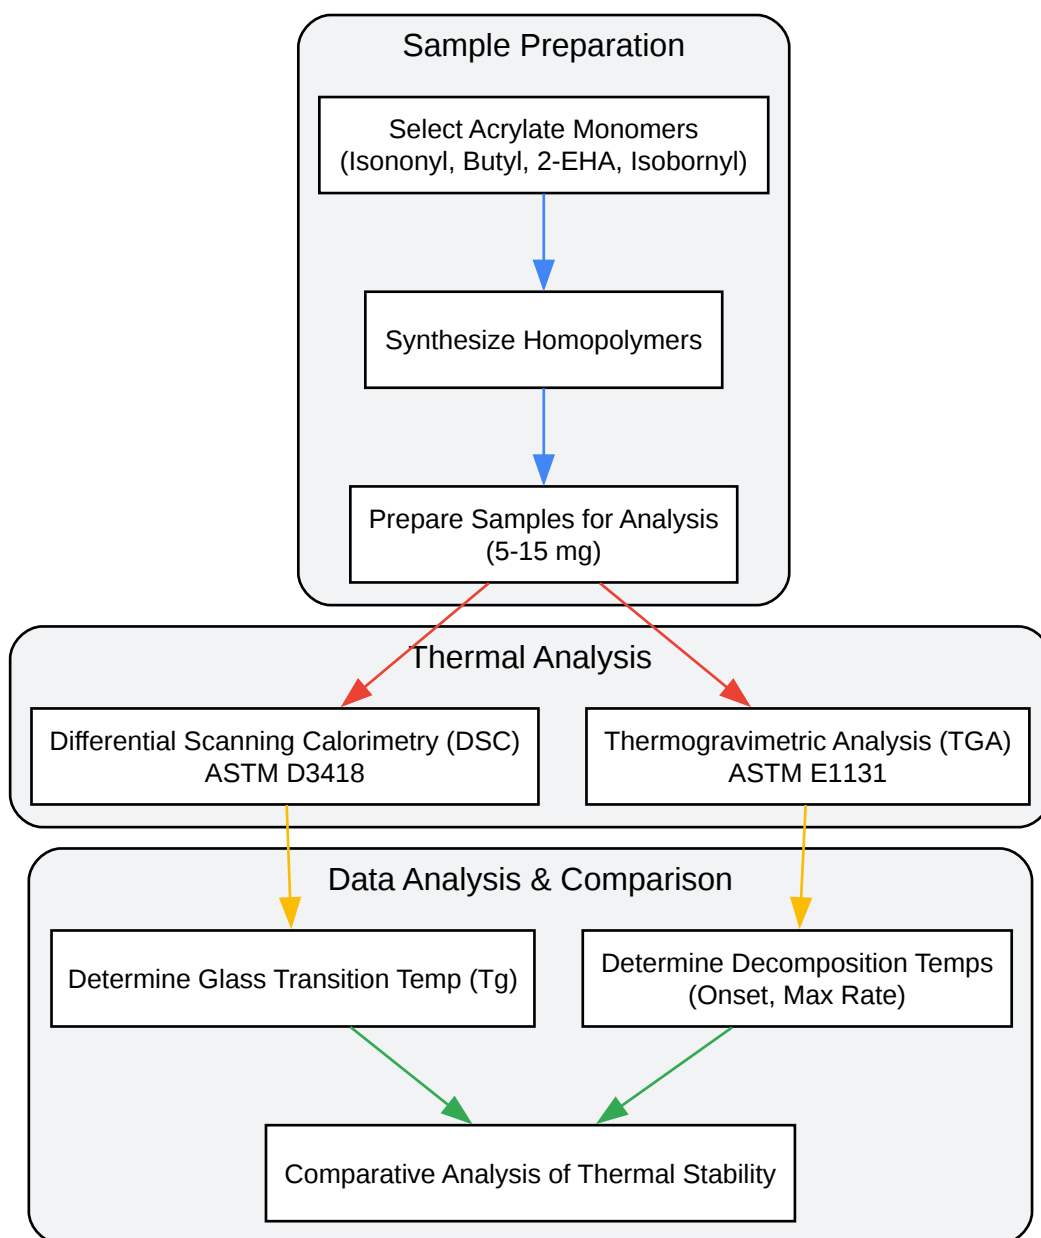 Sample Preparation
Select Acrylate Monomers
(Isononyl, Butyl, 2-EHA, Isobornyl)
Synthesize Homopolymers
Prepare Samples for Analysis
(5-15 mg)
Thermal Analysis
Differential Scanning Calorimetry (DSC)
ASTM D3418
Thermogravimetric Analysis (TGA)
ASTM E1131
Data Analysis & Comparison
Determine Glass Transition Temp (Tg)
Determine Decomposition Temps
(Onset, Max Rate)
Comparative Analysis of Thermal Stability